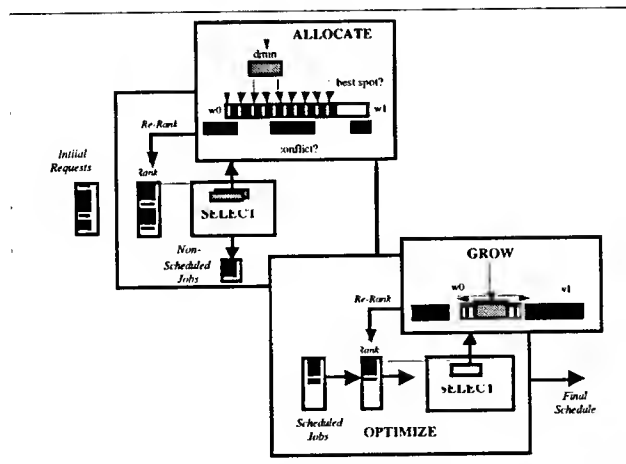 ALLOCATE
dmin
best spot?
w0
w1
Re-Rank
conflict?
Initial
Requests
Rank
SELECT
Non-
Scheduled
Jobs
GROW
w0
w1
Re-Rank
Rank
SELECT
Scheduled
Jobs
OPTIMIZE
Final
Schedule